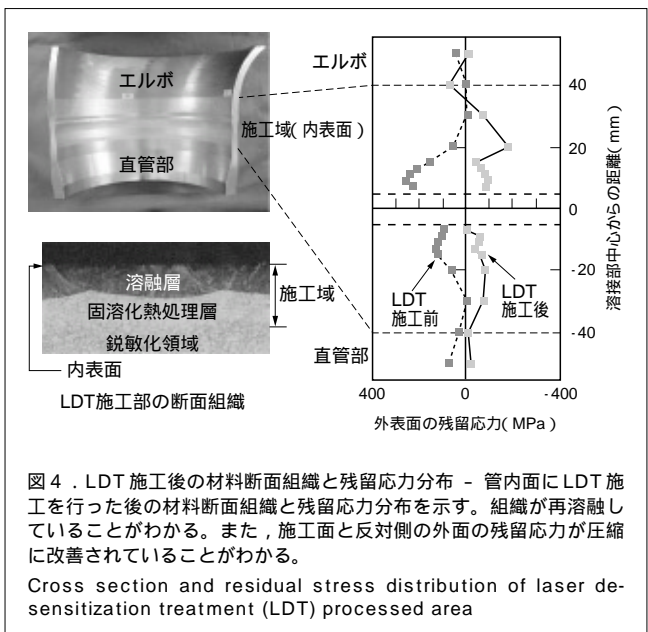 エルボ
施工域(内表面)
直管部
溶融層
固溶化熱処理層
鋭敏化領域
施工域
内表面
LDT施工部の断面組織
エルボ
直管部
LDT
施工前
LDT
施工後
40
20
0
-20
-40
溶接部中心からの距離(mm)
400
0
-400
外表面の残留応力(MPa)
図4.LDT施工後の材料断面組織と残留応力分布 - 管内面にLDT施
工を行った後の材料断面組織と残留応力分布を示す。組織が再溶融し
ていることがわかる。また,施工面と反対側の外面の残留応力が圧縮
に改善されていることがわかる。
Cross section and residual stress distribution of laser de-
sensitization treatment (LDT) processed area